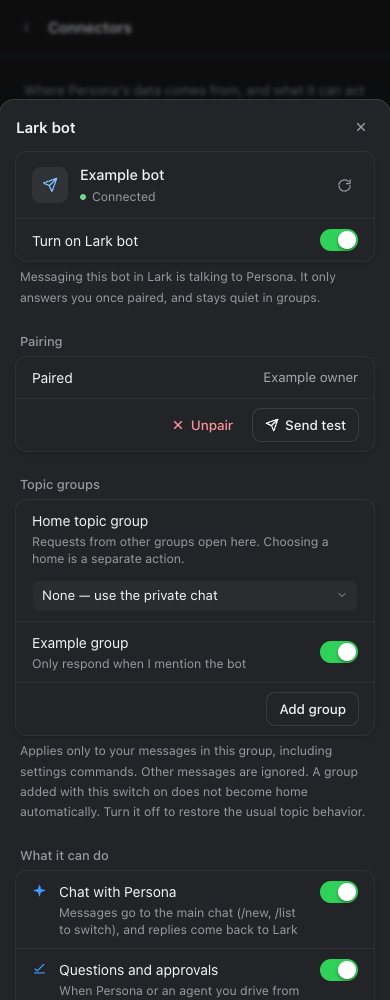 Connectors
Where Persona's data comes from, and what it can act
Lark bot
Example bot
Connected
Turn on Lark bot
Messaging this bot in Lark is talking to Persona. It only
answers you once paired, and stays quiet in groups.
Pairing
Paired
Example owner
Unpair
Send test
Topic groups
Home topic group
Requests from other groups open here. Choosing a
home is a separate action.
None — use the private chat
Example group
Only respond when I mention the bot
Add group
Applies only to your messages in this group, including
settings commands. Other messages are ignored. A group
added with this switch on does not become home
automatically. Turn it off to restore the usual topic behavior.
What it can do
Chat with Persona
Messages go to the main chat (/new, /list
to switch), and replies come back to Lark
Questions and approvals
When Persona or an agent you drive from